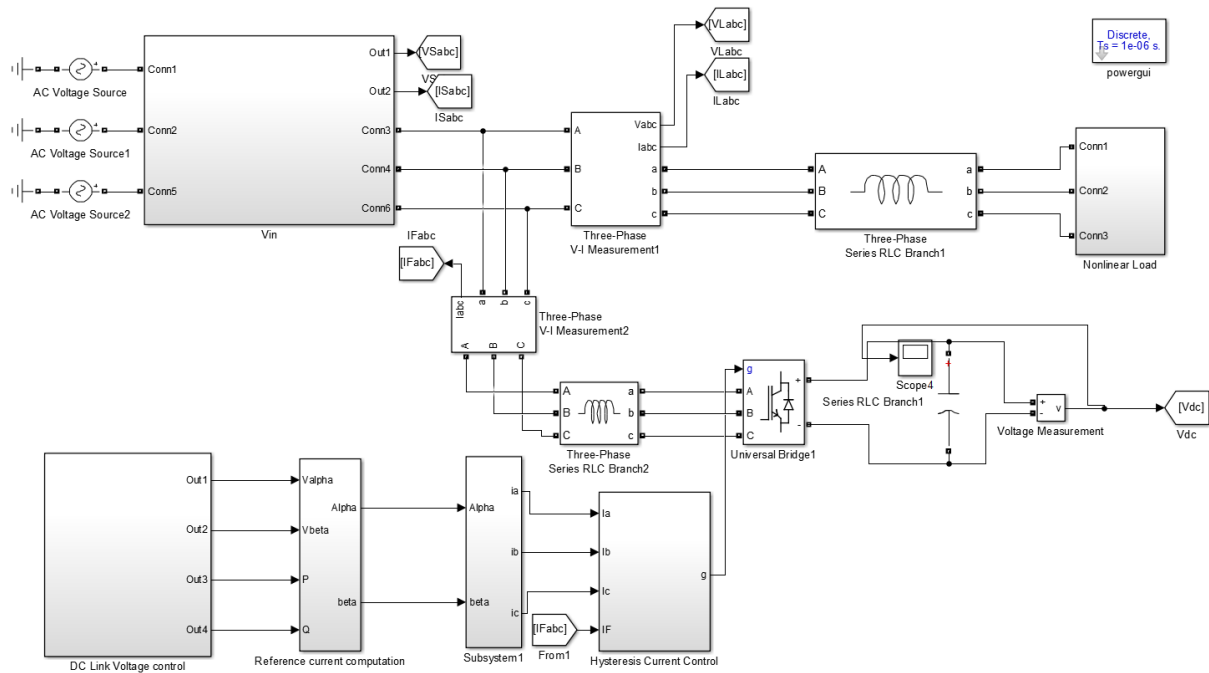 Discrete,
Ts = 1e-06 s.
powergui
[VSabc]
VS
[ISabc]
ISabc
[VLabc]
VLabc
[ILabc]
ILabc
AC Voltage Source
AC Voltage Source1
AC Voltage Source2
Conn1
Conn2
Conn5
Out1
Out2
Conn3
Conn4
Conn6
Vin
A
B
C
Vabc
Iabc
a
b
c
Three-Phase
V-I Measurement1
A
B
C
a
b
c
Three-Phase
Series RLC Branch1
Conn1
Conn2
Conn3
Nonlinear Load
IFabc
[IFabc]
Iabc
a
b
c
A
B
C
Three-Phase
V-I Measurement2
A
B
C
a
b
c
Three-Phase
Series RLC Branch2
g
A
B
C
+
-
Universal Bridge1
Scope4
Series RLC Branch1
+
+
-
v
Voltage Measurement
[Vdc]
Vdc
Out1
Out2
Out3
Out4
DC Link Voltage control
Valpha
Vbeta
P
Q
Alpha
beta
Reference current computation
Alpha
beta
ia
ib
ic
Subsystem1
[IFabc]
From1
Ia
Ib
Ic
IF
g
Hysteresis Current Control